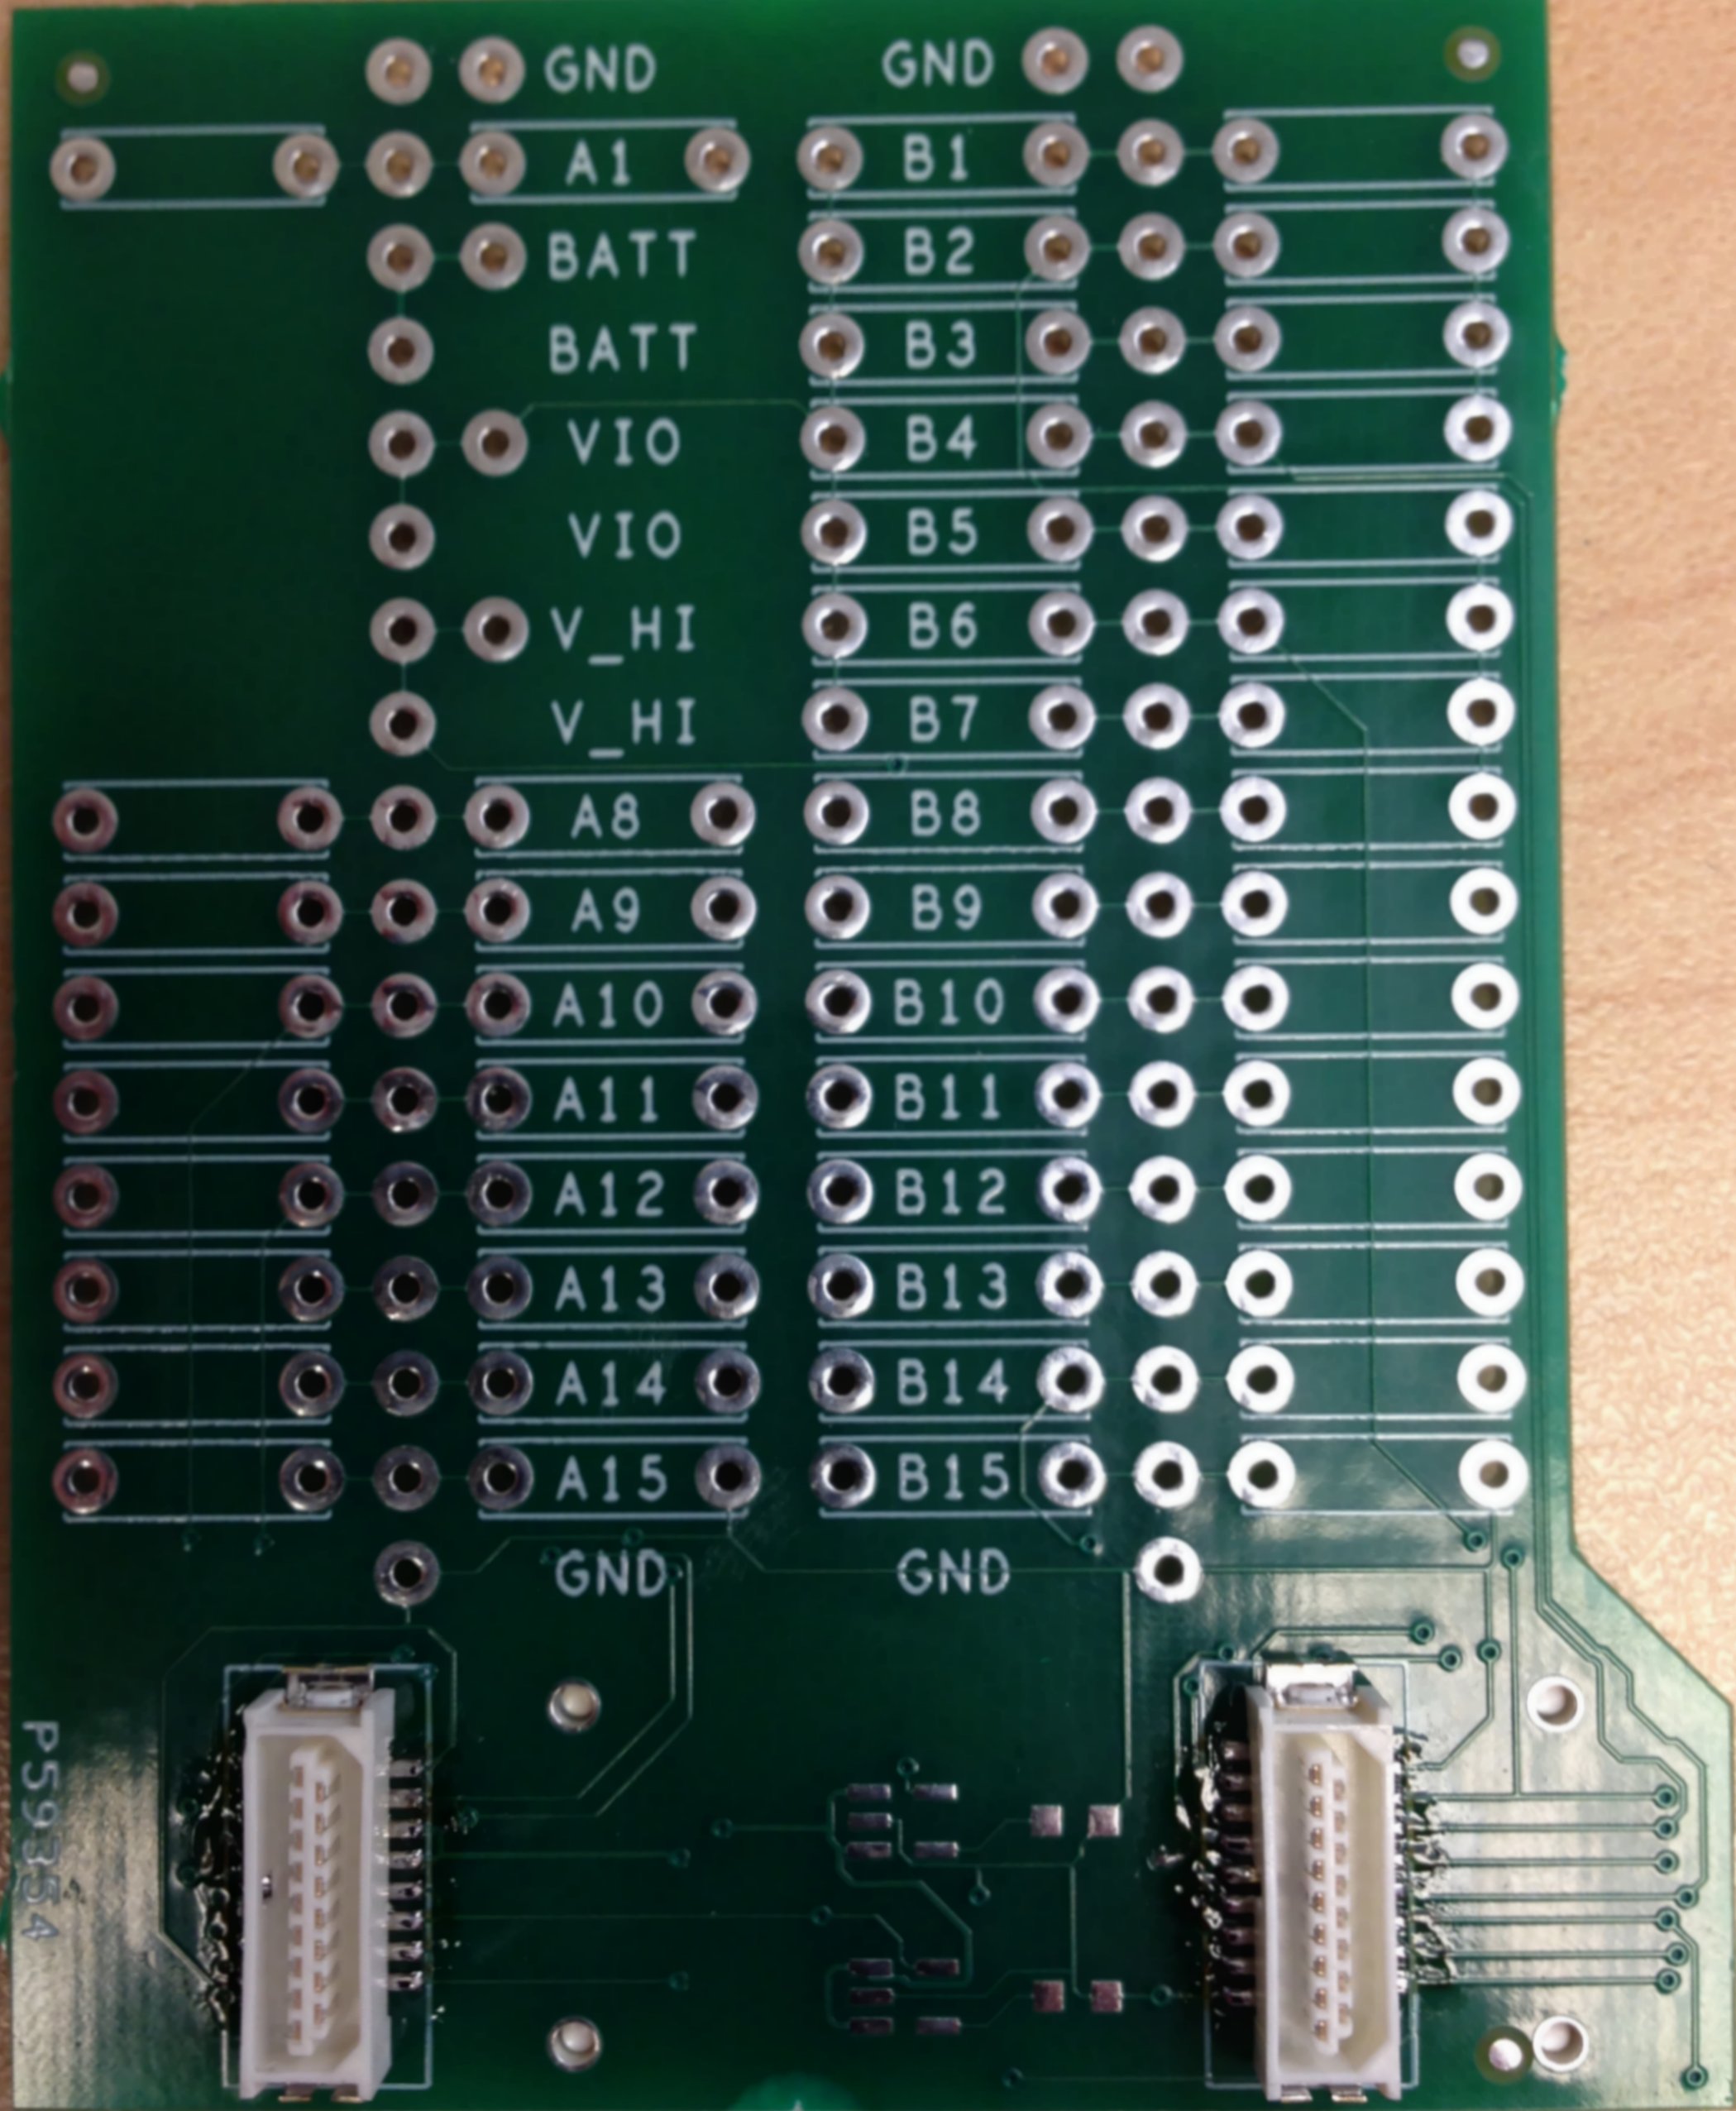 GND GND
A1 B1
BATT B2
BATT B3
VIO B4
VIO B5
V_HI B6
V_HI B7
A8 B8
A9 B9
A10 B10
A11 B11
A12 B12
A13 B13
A14 B14
A15 B15
GND GND
P59354